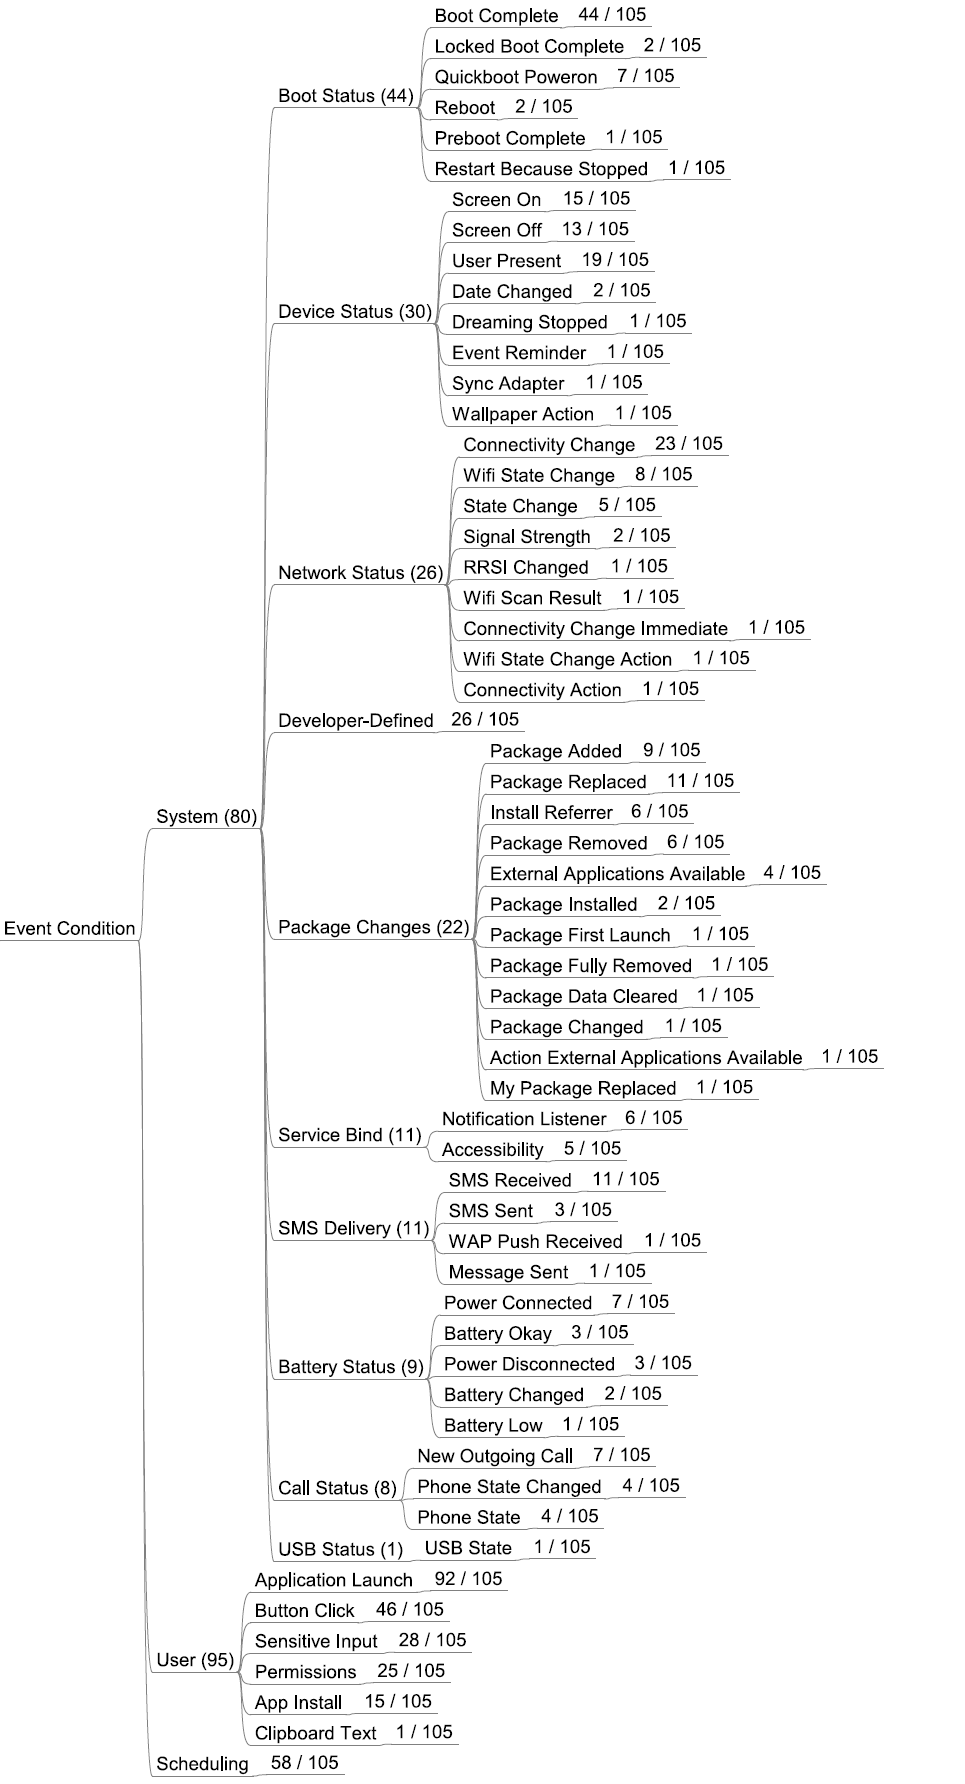 Boot Complete 44 / 105
Locked Boot Complete 2 / 105
Quickboot Poweron 7 / 105
Boot Status (44)
Reboot 2 / 105
Preboot Complete 1 / 105
Restart Because Stopped 1 / 105
Screen On 15 / 105
Screen Off 13 / 105
User Present 19 / 105
Date Changed 2 / 105
Device Status (30)
Dreaming Stopped 1 / 105
Event Reminder 1 / 105
Sync Adapter 1 / 105
Wallpaper Action 1 / 105
Connectivity Change 23 / 105
Wifi State Change 8 / 105
State Change 5 / 105
Signal Strength 2 / 105
Network Status (26)
RRSI Changed 1 / 105
Wifi Scan Result 1 / 105
Connectivity Change Immediate 1 / 105
Wifi State Change Action 1 / 105
Connectivity Action 1 / 105
Developer-Defined 26 / 105
Package Added 9 / 105
Package Replaced 11 / 105
System (80)
Install Referrer 6 / 105
Package Removed 6 / 105
External Applications Available 4 / 105
Package Installed 2 / 105
Event Condition
Package Changes (22)
Package First Launch 1 / 105
Package Fully Removed 1 / 105
Package Data Cleared 1 / 105
Package Changed 1 / 105
Action External Applications Available 1 / 105
My Package Replaced 1 / 105
Notification Listener 6 / 105
Service Bind (11)
Accessibility 5 / 105
SMS Received 11 / 105
SMS Sent 3 / 105
SMS Delivery (11)
WAP Push Received 1 / 105
Message Sent 1 / 105
Power Connected 7 / 105
Battery Okay 3 / 105
Battery Status (9)
Power Disconnected 3 / 105
Battery Changed 2 / 105
Battery Low 1 / 105
New Outgoing Call 7 / 105
Call Status (8)
Phone State Changed 4 / 105
Phone State 4 / 105
USB Status (1) USB State 1 / 105
Application Launch 92 / 105
Button Click 46 / 105
Sensitive Input 28 / 105
User (95)
Permissions 25 / 105
App Install 15 / 105
Clipboard Text 1 / 105
Scheduling 58 / 105